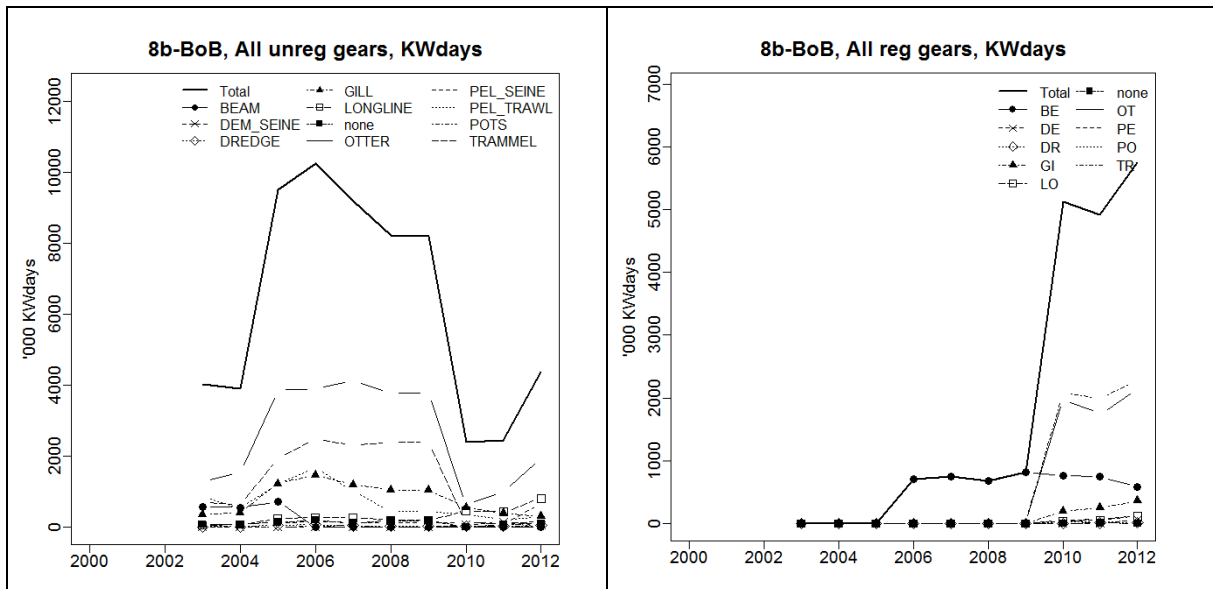 8b-BoB, All unreg gears, KWdays
Total GILL PEL_SEINE
BEAM LONGLINE PEL_TRAWL
DEM_SEINE none POTS
DREDGE OTTER TRAMMEL
'000 KWdays
12000
10000
8000
6000
4000
2000
0
2000 2002 2004 2006 2008 2010 2012
8b-BoB, All reg gears, KWdays
Total none
BE OT
DE PE
DR PO
GI TR
LO
'000 KWdays
7000
6000
5000
4000
3000
2000
1000
0
2000 2002 2004 2006 2008 2010 2012